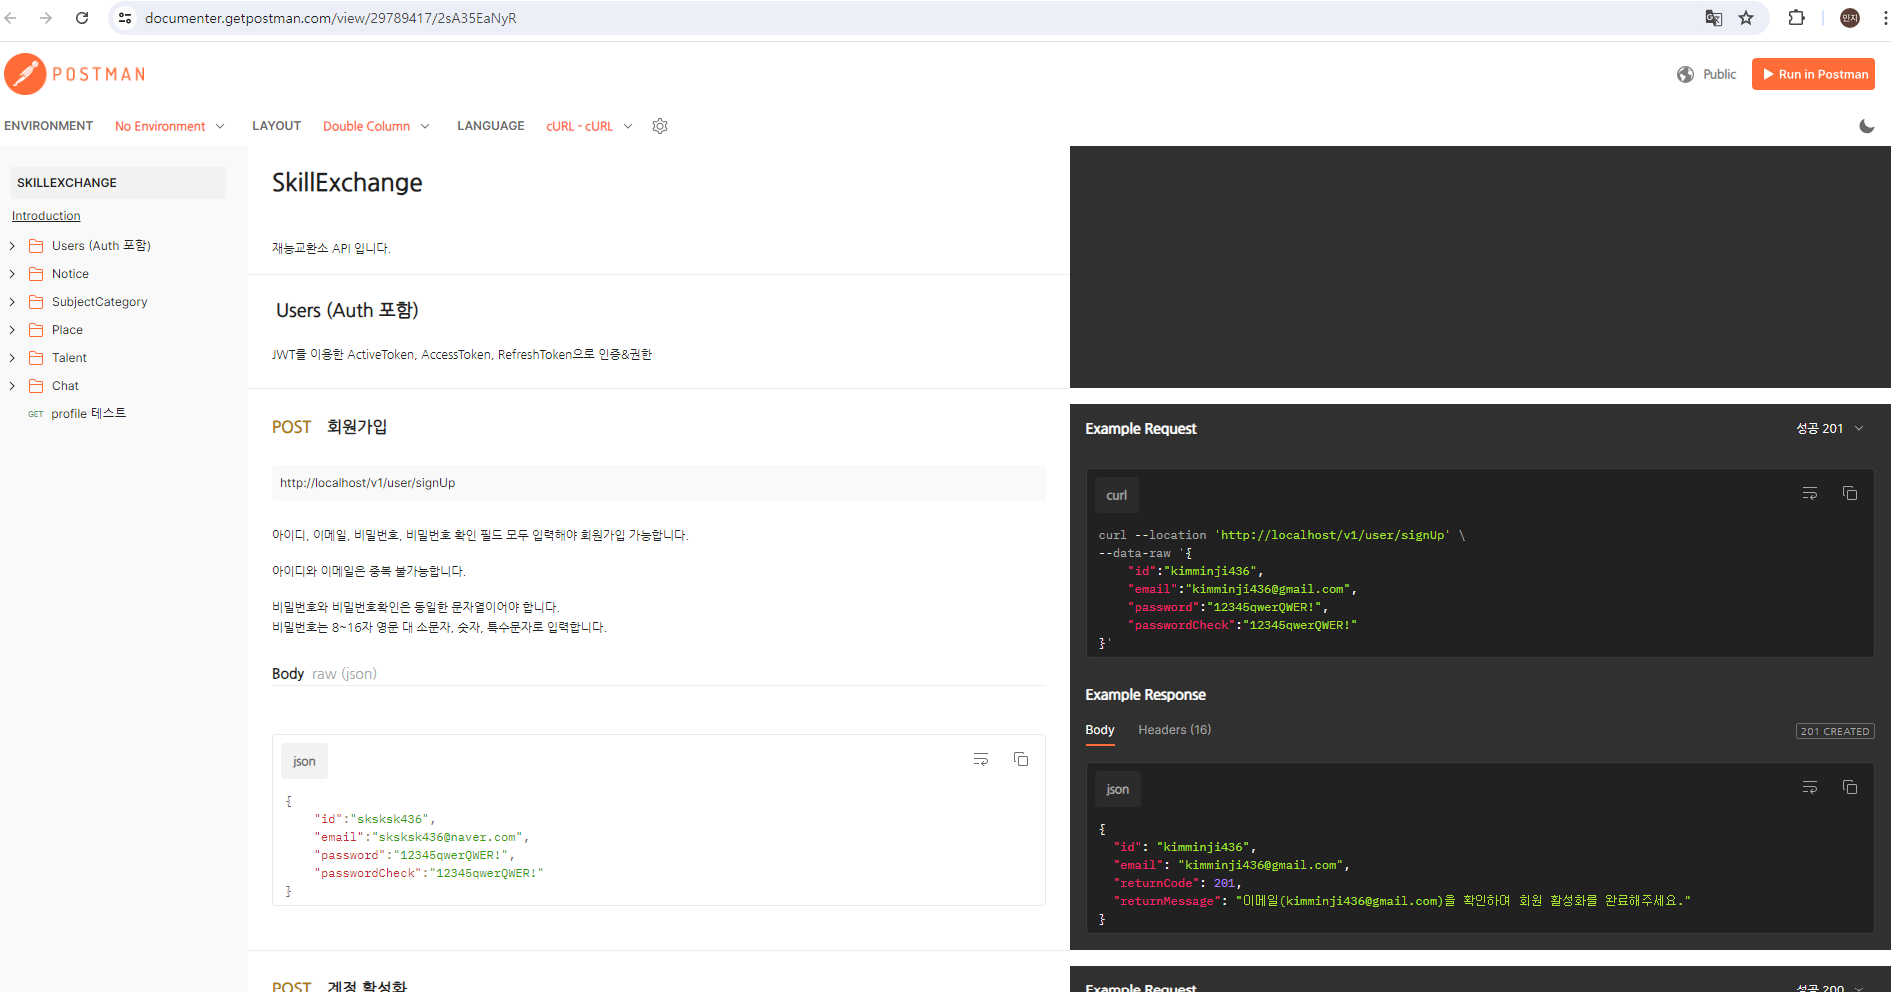 documenter.getpostman.com/view/29789417/2sA35EaNyR
민지
POSTMAN
Public
Run in Postman
ENVIRONMENT No Environment LAYOUT Double Column LANGUAGE cURL - cURL
SKILLEXCHANGE
Introduction
Users (Auth 포함)
Notice
SubjectCategory
Place
Talent
Chat
GET profile 테스트
SkillExchange
재능교환소 API 입니다.
Users (Auth 포함)
JWT를 이용한 ActiveToken, AccessToken, RefreshToken으로 인증&권한
POST 회원가입
http://localhost/v1/user/signUp
아이디, 이메일, 비밀번호, 비밀번호 확인 필드 모두 입력해야 회원가입 가능합니다.
아이디와 이메일은 중복 불가능합니다.
비밀번호와 비밀번호확인은 동일한 문자열이어야 합니다.
비밀번호는 8~16자 영문 대 소문자, 숫자, 특수문자로 입력합니다.
Body raw (json)
json
{
"id":"sksksk436",
"email":"sksksk436@naver.com",
"password":"12345qwerQWER!",
"passwordCheck":"12345qwerQWER!"
}
POST 계정 활성화
Example Request 성공 201
curl
curl --location 'http://localhost/v1/user/signUp' \
--data-raw '{
"id":"kimminji436",
"email":"kimminji436@gmail.com",
"password":"12345qwerQWER!",
"passwordCheck":"12345qwerQWER!"
}'
Example Response
Body Headers (16) 201 CREATED
json
{
"id": "kimminji436",
"email": "kimminji436@gmail.com",
"returnCode": 201,
"returnMessage": "이메일(kimminji436@gmail.com)을 확인하여 회원 활성화를 완료해주세요."
}
Example Request 성공 200